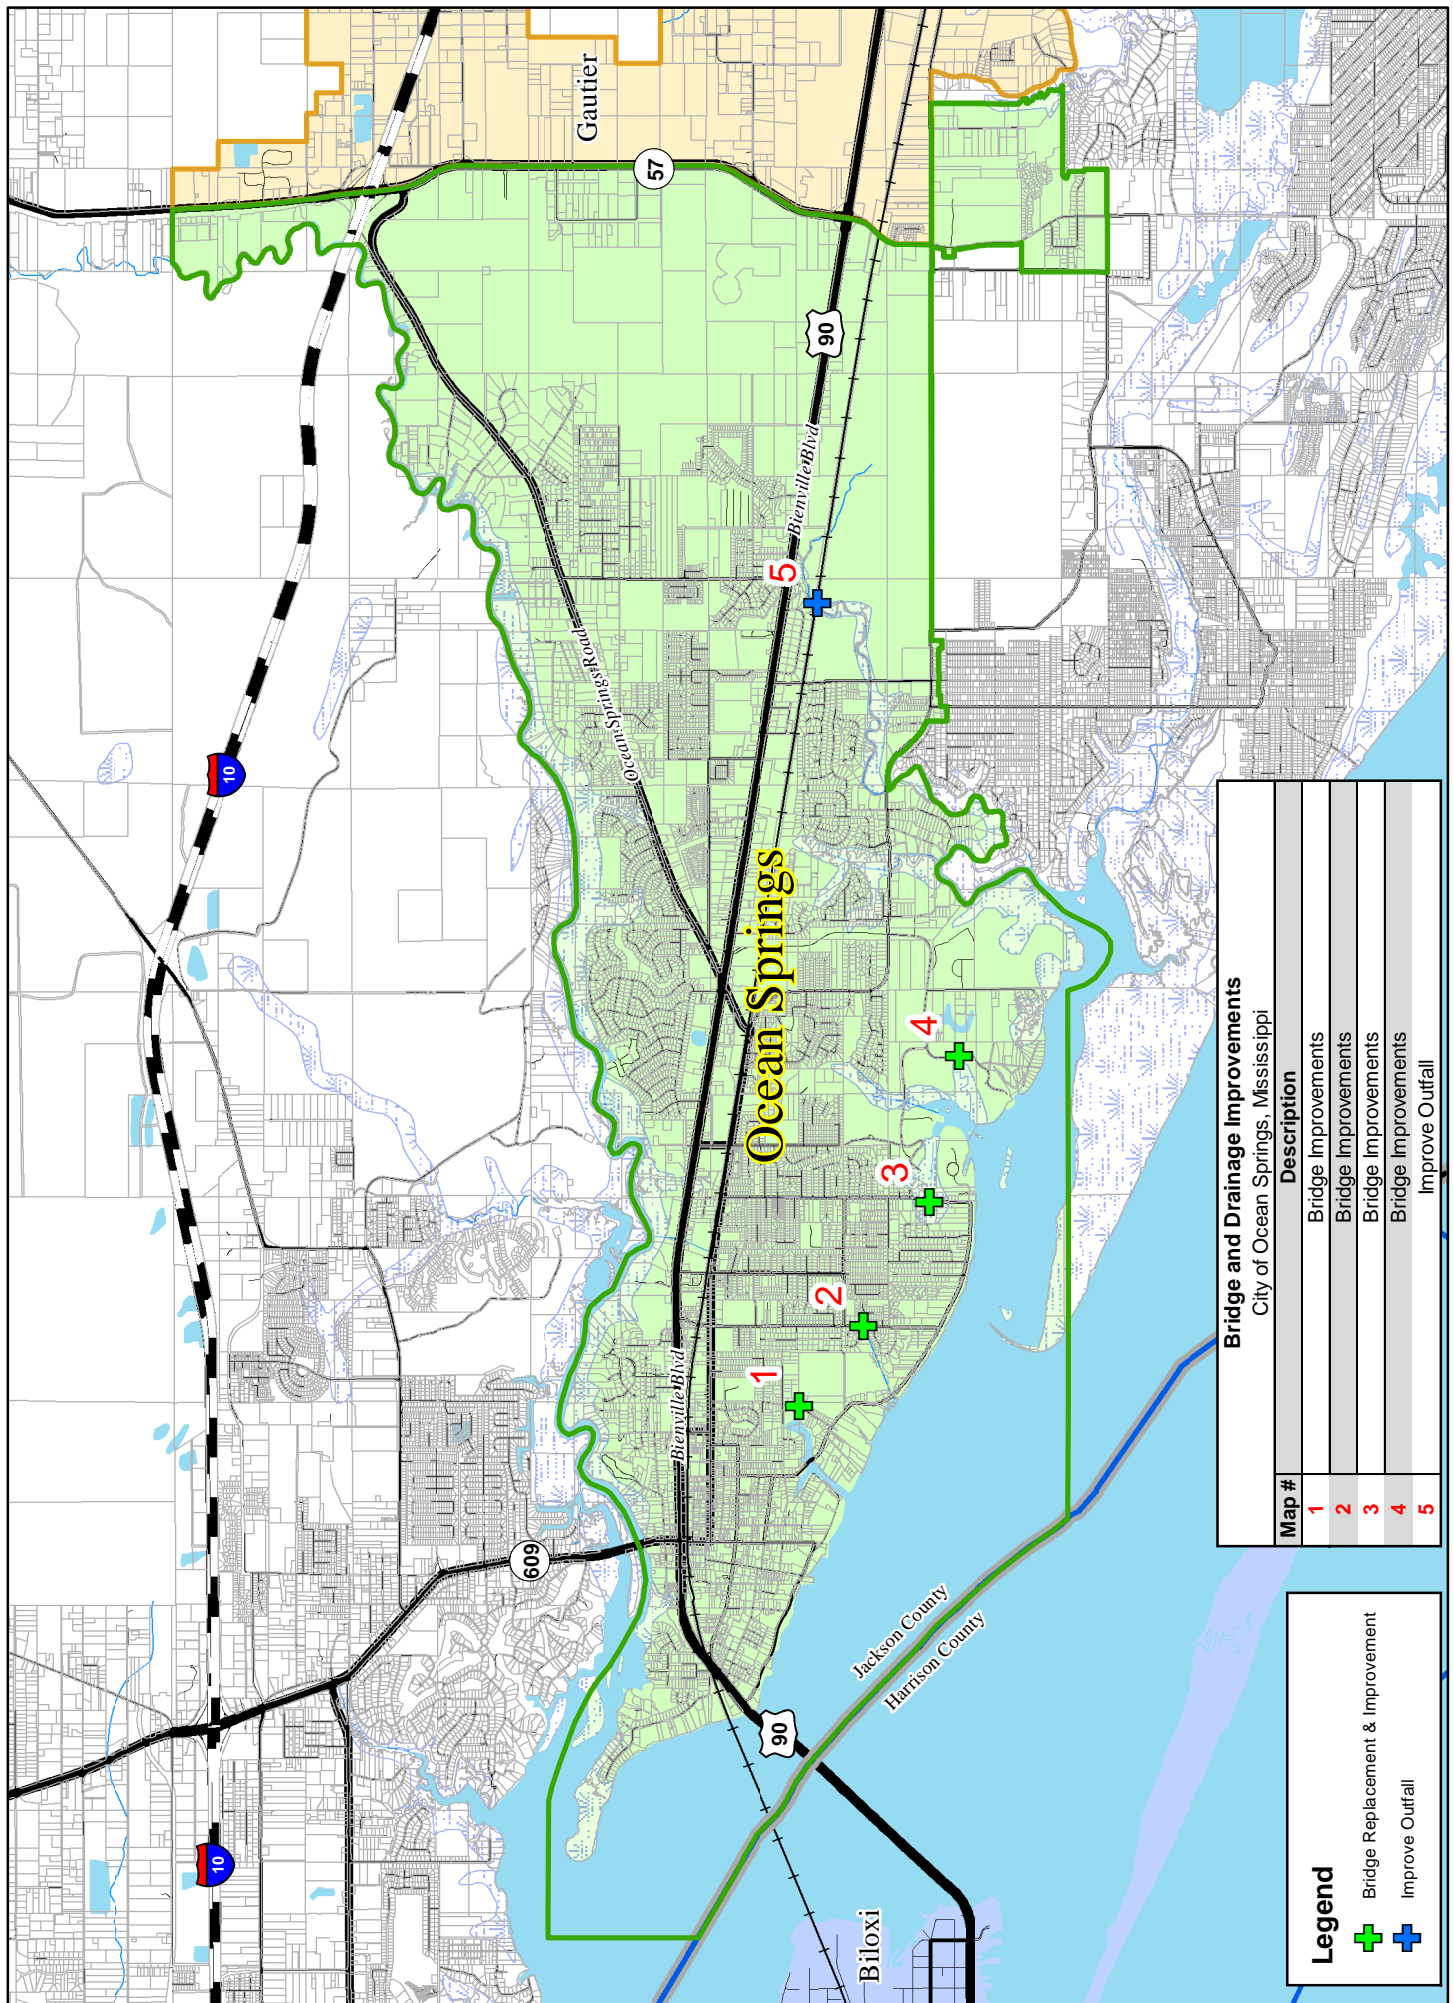 Gautier
57
90
Bienville Blvd
5
Ocean Springs Road
10
Ocean Springs
4
3
2
1
Bienville Blvd
609
Jackson County
Harrison County
90
10
Biloxi
Bridge and Drainage Improvements
City of Ocean Springs, Mississippi
Map # Description
1 Bridge Improvements
2 Bridge Improvements
3 Bridge Improvements
4 Bridge Improvements
5 Improve Outfall
Legend
Bridge Replacement & Improvement
Improve Outfall